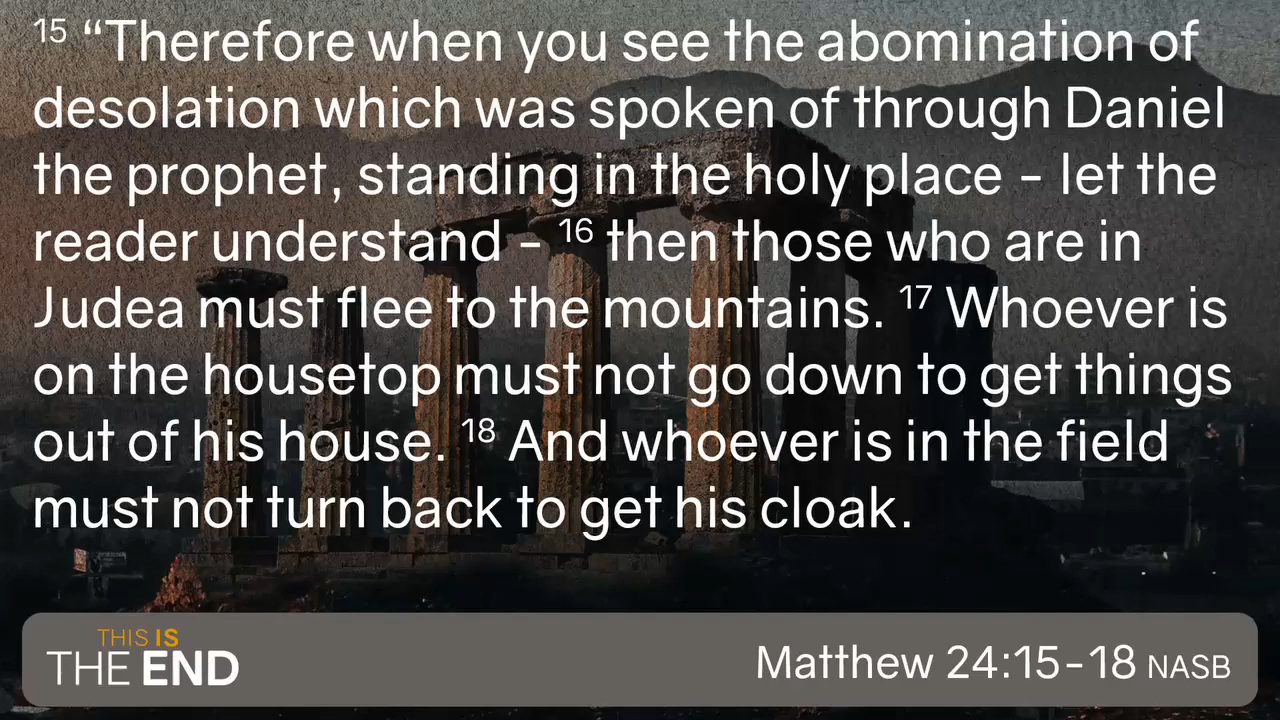 15 “Therefore when you see the abomination of
desolation which was spoken of through Daniel
the prophet, standing in the holy place – let the
reader understand – 16 then those who are in
Judea must flee to the mountains. 17 Whoever is
on the housetop must not go down to get things
out of his house. 18 And whoever is in the field
must not turn back to get his cloak.
THIS IS
THE END
Matthew 24:15-18 NASB